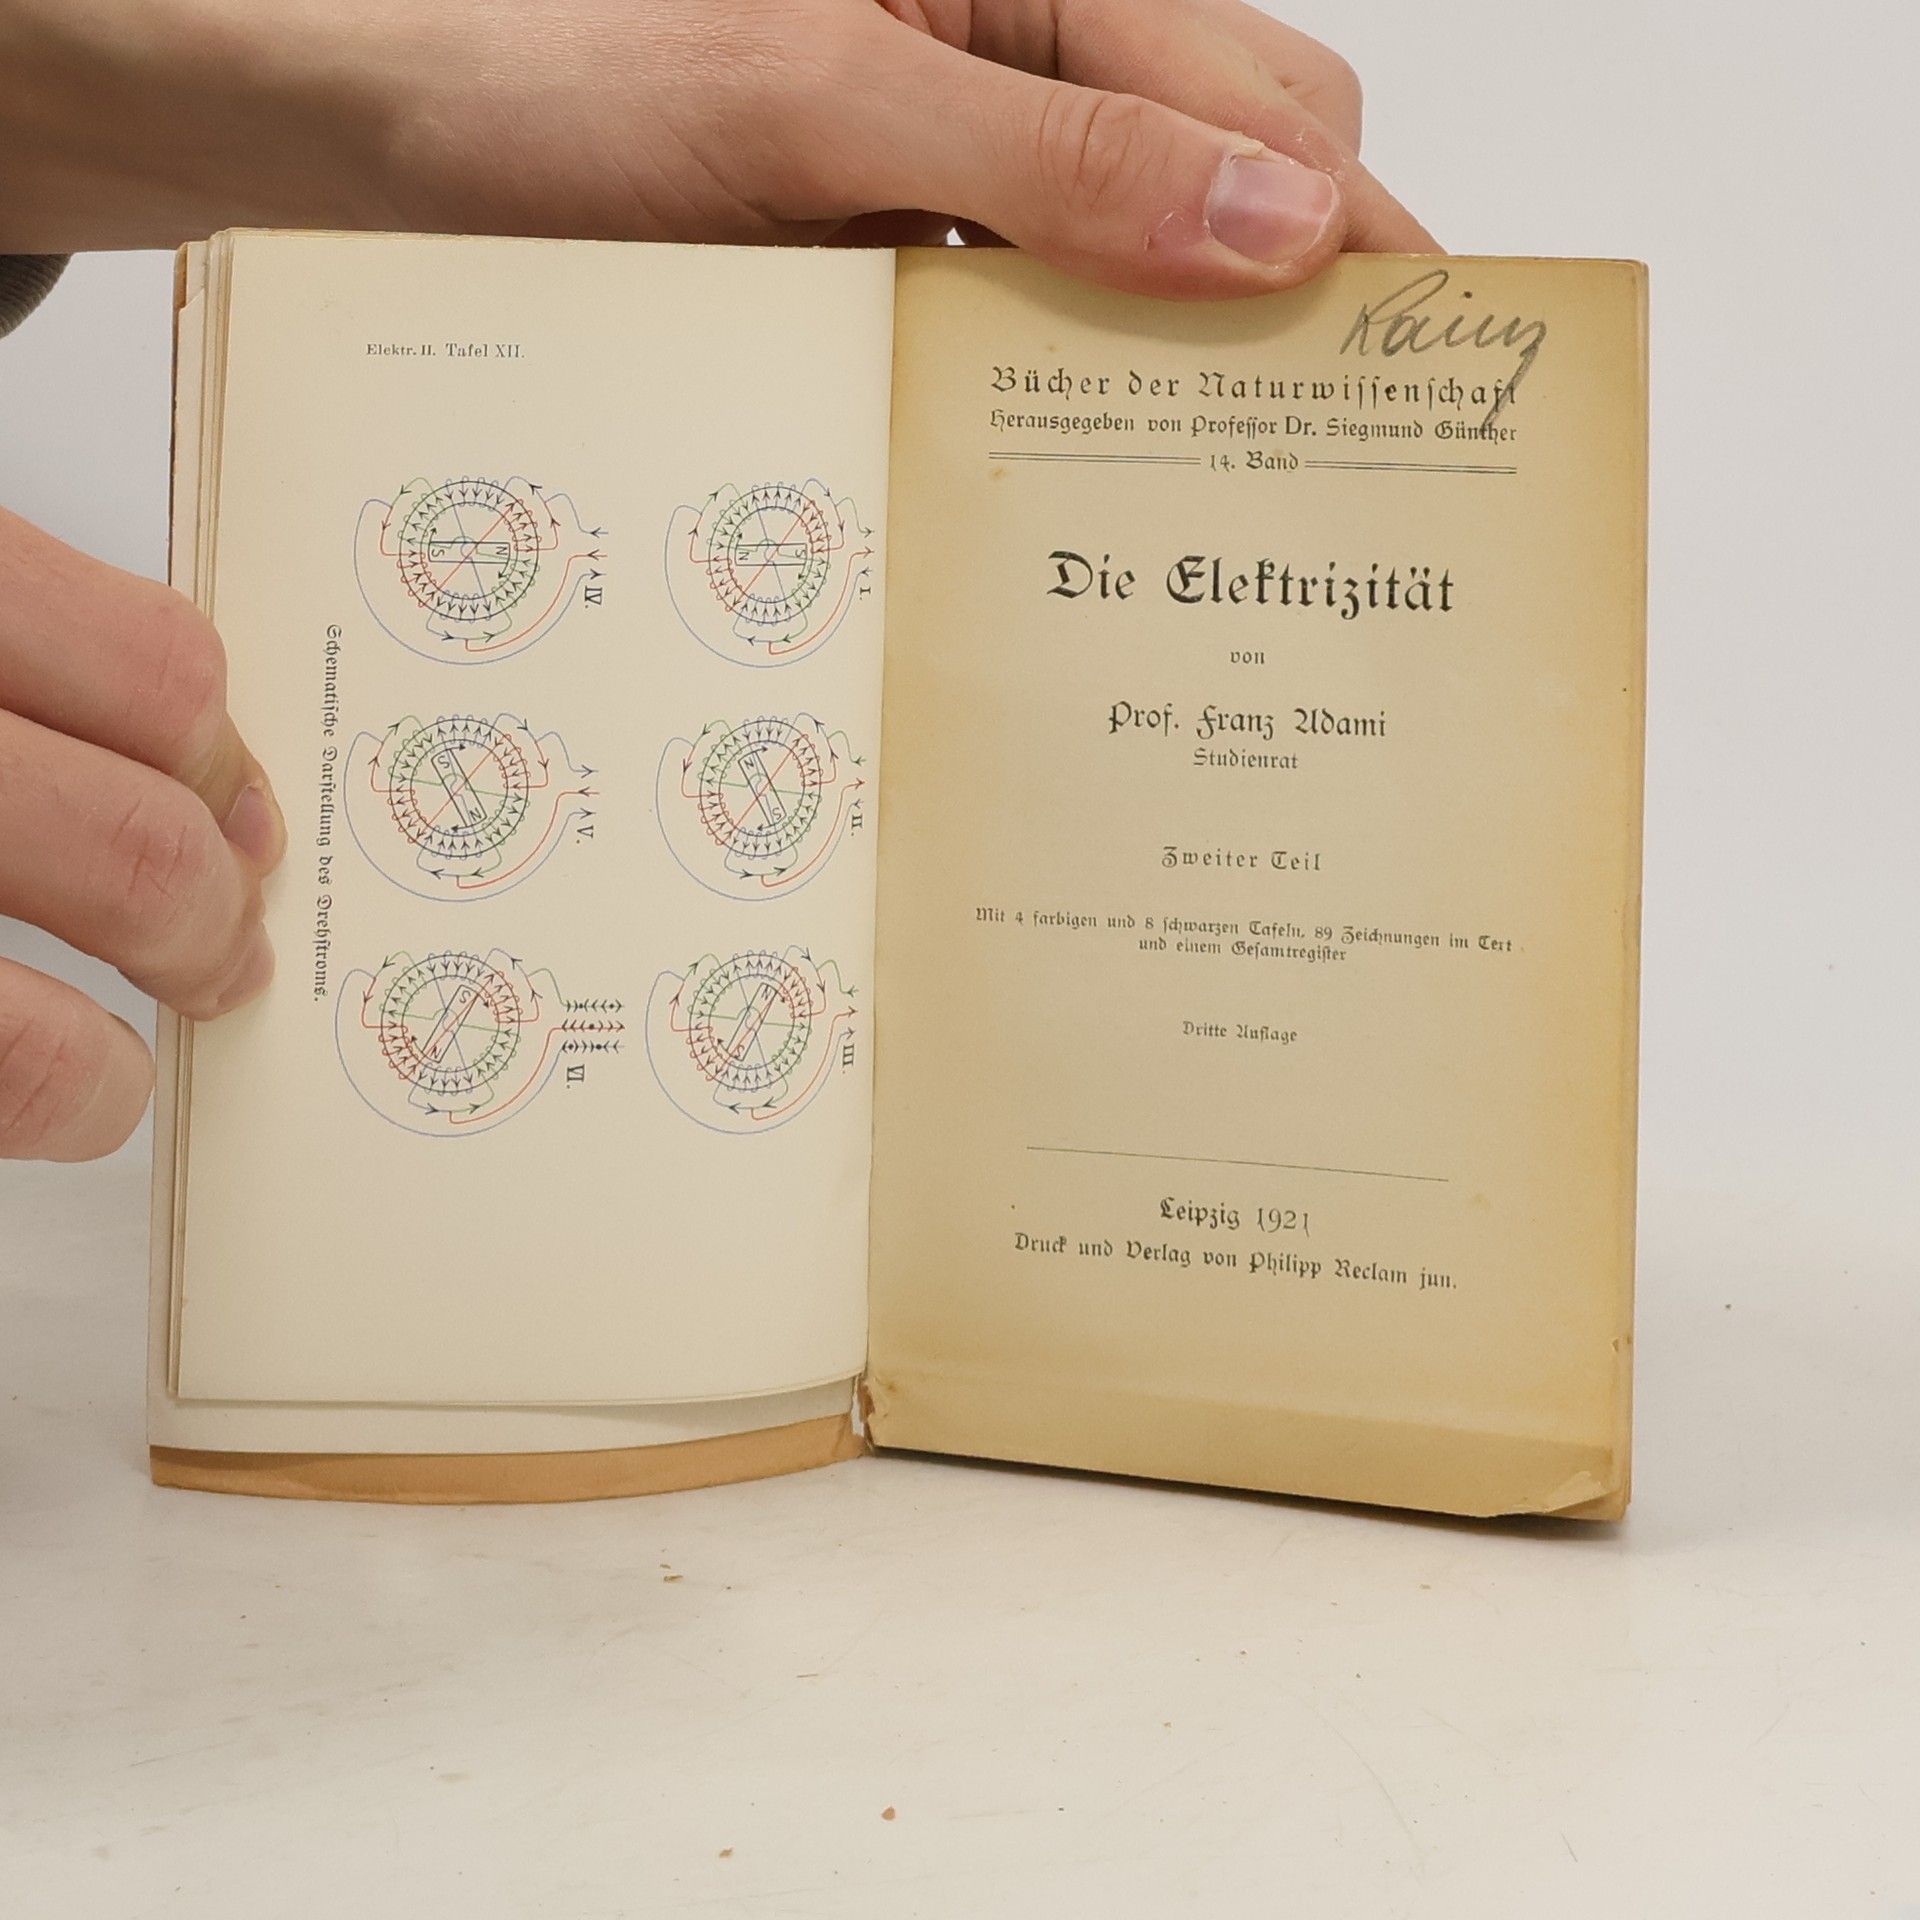 Elektr. II. Tafel XII.
I.
II.
III.
IV.
V.
VI.
N
S
N
S
N
S
N
S
N
S
N
S
Schematische Darstellung des Drehstroms.
Bücher der Naturwissenschaft
Herausgegeben von Professor Dr. Siegmund Günther
14. Band
Die Elektrizität
von
Prof. Franz Adami
Studienrat
Zweiter Teil
Mit 4 farbigen und 8 schwarzen Tafeln, 89 Zeichnungen im Text
und einem Gesamtregister
Dritte Auflage
Leipzig 1921
Druck und Verlag von Philipp Reclam jun.